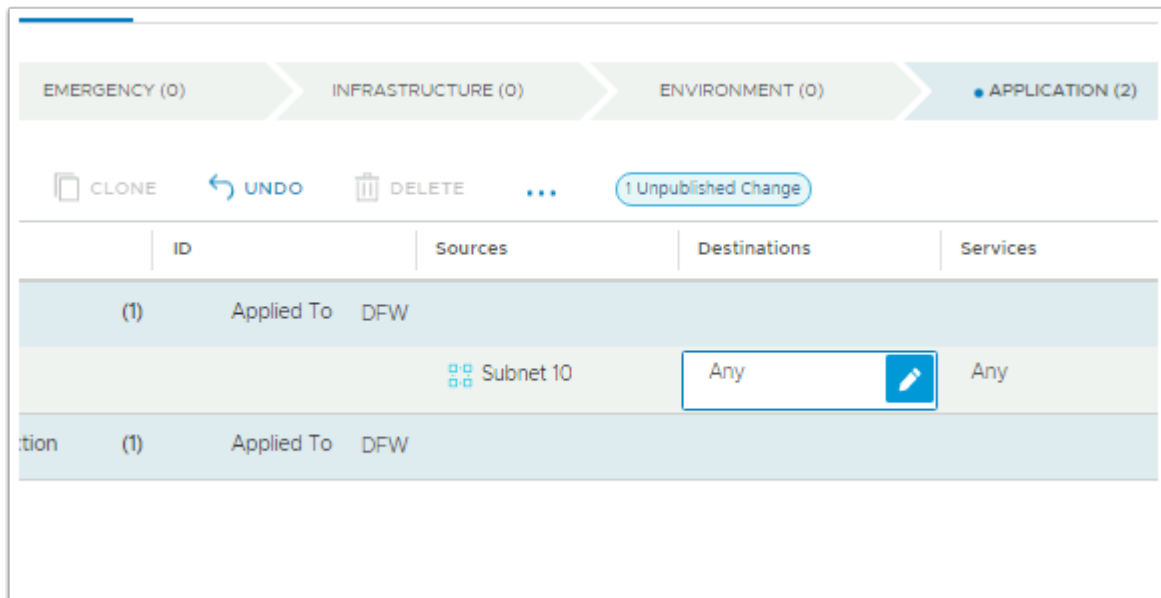 EMERGENCY (0) INFRASTRUCTURE (0) ENVIRONMENT (0) APPLICATION (2)
CLONE UNDO DELETE ... 1 Unpublished Change
ID Sources Destinations Services
(1) Applied To DFW
Subnet 10 Any Any
ction (1) Applied To DFW